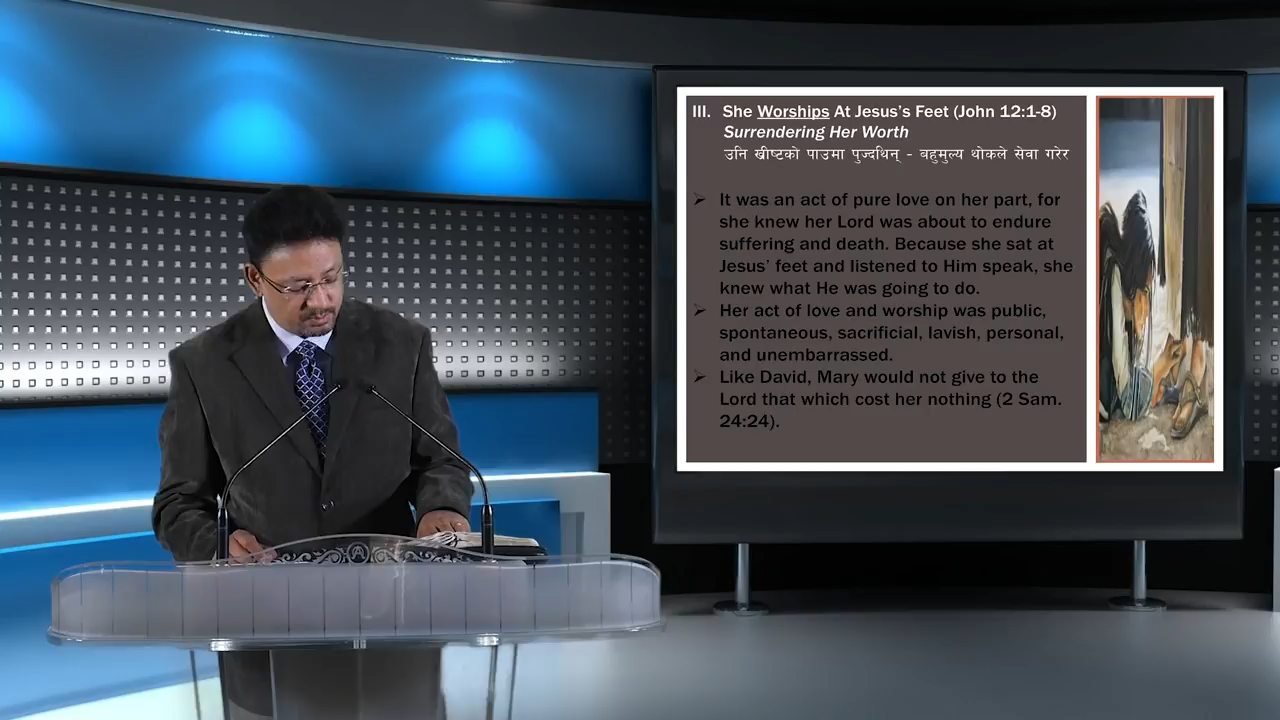 III. She Worships At Jesus's Feet (John 12:1-8)
Surrendering Her Worth
उनि ख्रीष्टको पाउमा पुज्दथिन् - बहुमुल्य थोकले सेवा गरेर
➢ It was an act of pure love on her part, for
she knew her Lord was about to endure
suffering and death. Because she sat at
Jesus' feet and listened to Him speak, she
knew what He was going to do.
➢ Her act of love and worship was public,
spontaneous, sacrificial, lavish, personal,
and unembarrassed.
➢ Like David, Mary would not give to the
Lord that which cost her nothing (2 Sam.
24:24).